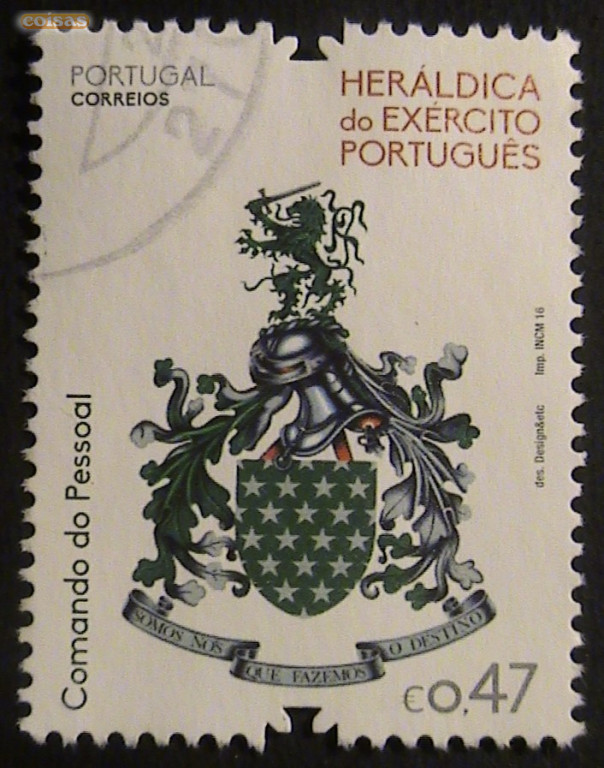 coisas
PORTUGAL
CORREIOS
HERÁLDICA
do EXÉRCITO
PORTUGUÊS
Comando do Pessoal
des. Design&etc Imp. INCM 16
SOMOS NÓS
QUE FAZEMOS
O DESTINO
€0,47